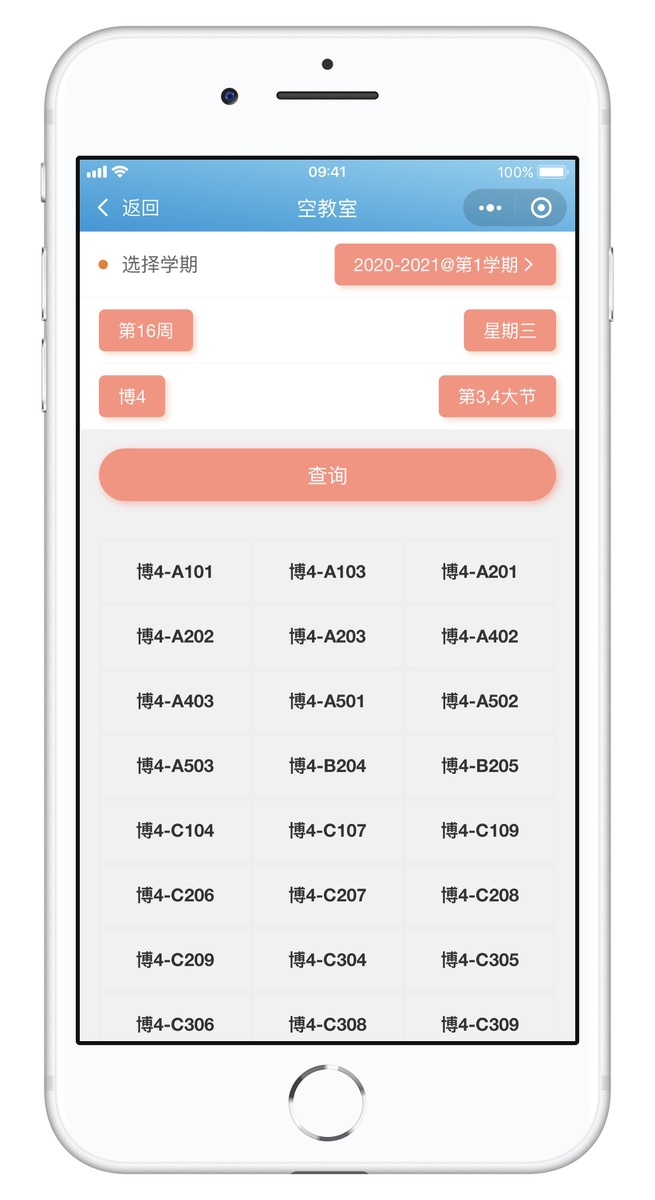 09:41 100%
返回 空教室
选择学期 2020-2021@第1学期
第16周 星期三
博4 第3,4大节
查询
博4-A101 博4-A103 博4-A201
博4-A202 博4-A203 博4-A402
博4-A403 博4-A501 博4-A502
博4-A503 博4-B204 博4-B205
博4-C104 博4-C107 博4-C109
博4-C206 博4-C207 博4-C208
博4-C209 博4-C304 博4-C305
博4-C306 博4-C308 博4-C309